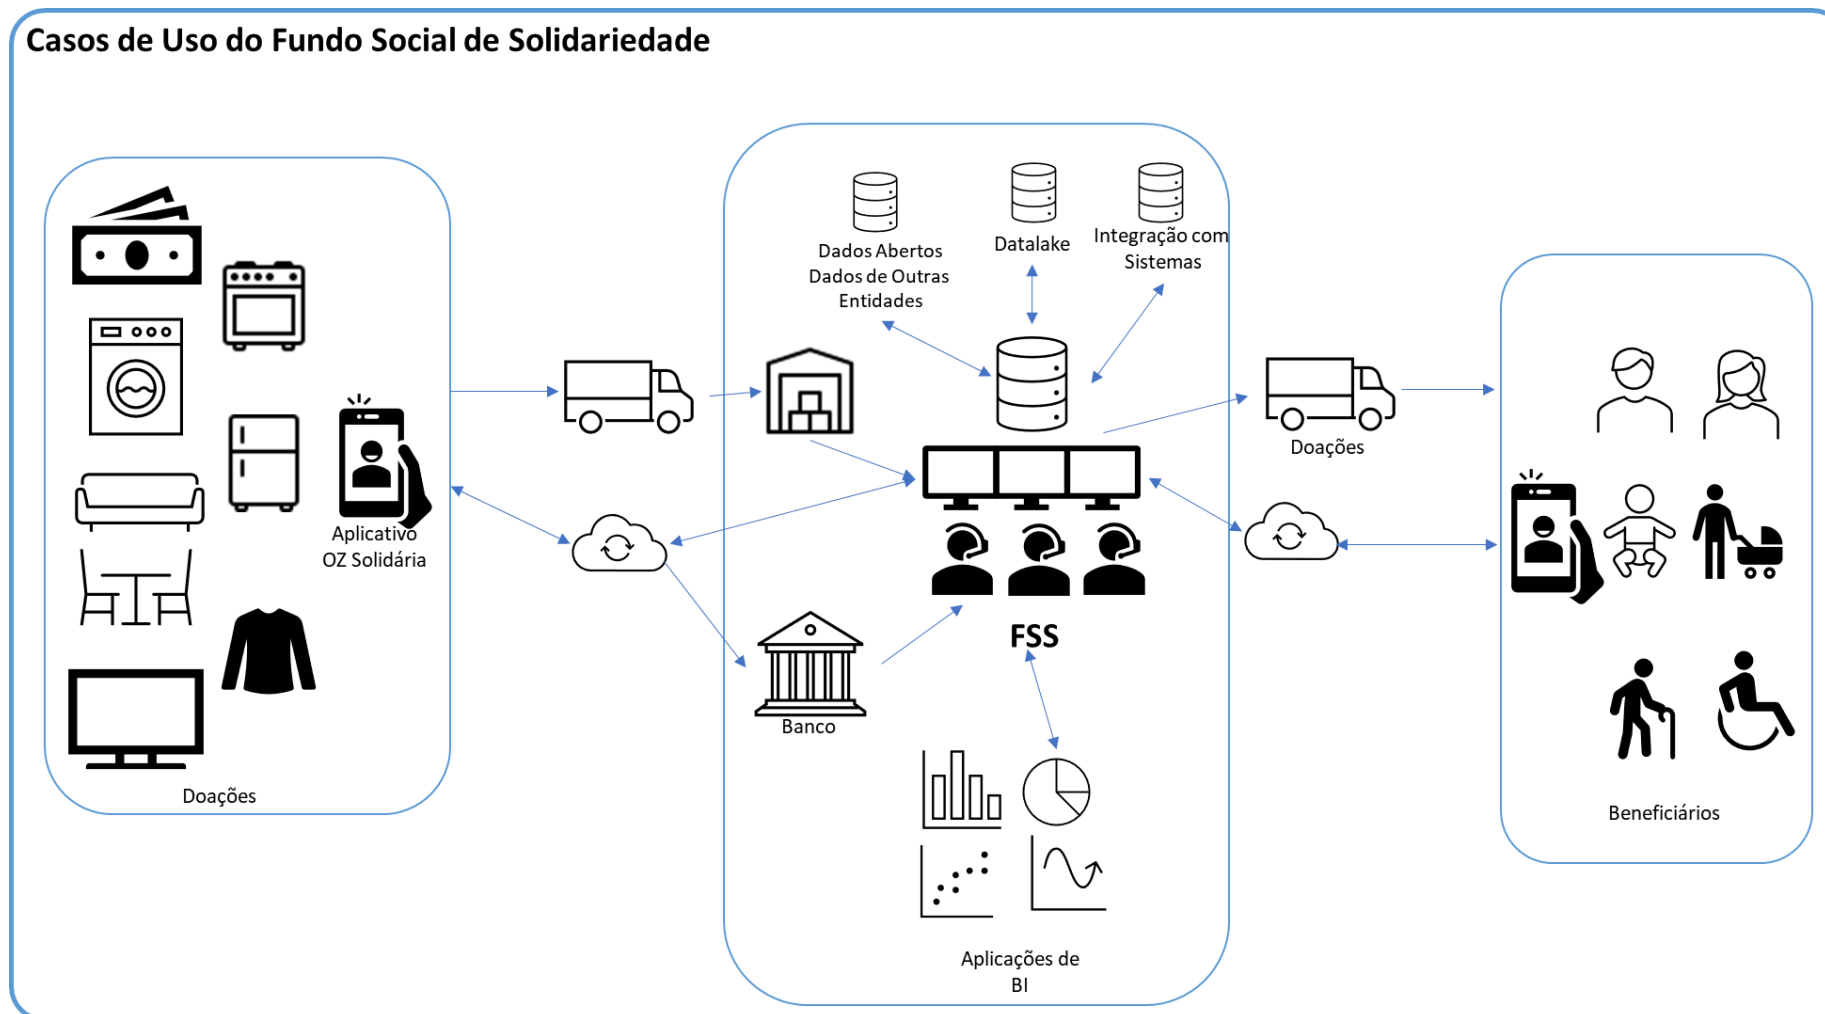 Casos de Uso do Fundo Social de Solidariedade
Aplicativo
OZ Solidária
Doações
Dados Abertos
Dados de Outras
Entidades
Datalake
Integração com
Sistemas
Banco
FSS
Aplicações de
BI
Doações
Beneficiários